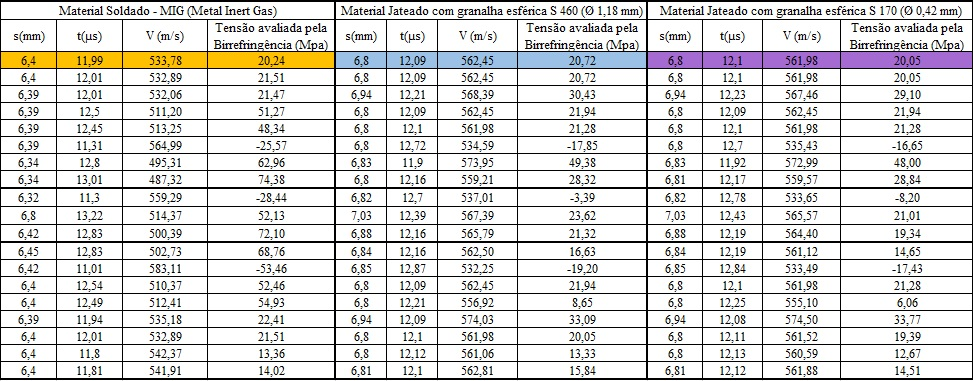 Material Soldado - MIG (Metal Inert Gas) Material Jateado com granalha esférica S 460 (Ø 1,18 mm) Material Jateado com granalha esférica S 170 (Ø 0,42 mm)
s(mm) t(µs) V (m/s) Tensão avaliada pela Birrefringência (Mpa) s(mm) t(µs) V (m/s) Tensão avaliada pela Birrefringência (Mpa) s(mm) t(µs) V (m/s) Tensão avaliada pela Birrefringência (Mpa)
6,4 11,99 533,78 20,24 6,8 12,09 562,45 20,72 6,8 12,1 561,98 20,05
6,4 12,01 532,89 21,51 6,8 12,09 562,45 20,72 6,8 12,1 561,98 20,05
6,39 12,01 532,06 21,47 6,94 12,21 568,39 30,43 6,94 12,23 567,46 29,10
6,39 12,5 511,20 51,27 6,8 12,09 562,45 21,94 6,8 12,09 562,45 21,94
6,39 12,45 513,25 48,34 6,8 12,1 561,98 21,28 6,8 12,1 561,98 21,28
6,39 11,31 564,99 -25,57 6,8 12,72 534,59 -17,85 6,8 12,7 535,43 -16,65
6,34 12,8 495,31 62,96 6,83 11,9 573,95 49,38 6,83 11,92 572,99 48,00
6,34 13,01 487,32 74,38 6,8 12,16 559,21 28,32 6,81 12,17 559,57 28,84
6,32 11,3 559,29 -28,44 6,82 12,7 537,01 -3,39 6,82 12,78 533,65 -8,20
6,8 13,22 514,37 52,13 7,03 12,39 567,39 23,62 7,03 12,43 565,57 21,01
6,42 12,83 500,39 72,10 6,88 12,16 565,79 21,32 6,88 12,19 564,40 19,34
6,45 12,83 502,73 68,76 6,84 12,16 562,50 16,63 6,84 12,19 561,12 14,65
6,42 11,01 583,11 -53,46 6,85 12,87 532,25 -19,20 6,85 12,84 533,49 -17,43
6,4 12,54 510,37 52,46 6,8 12,09 562,45 21,94 6,8 12,1 561,98 21,28
6,4 12,49 512,41 54,93 6,8 12,21 556,92 8,65 6,8 12,25 555,10 6,06
6,39 11,94 535,18 22,41 6,94 12,09 574,03 33,09 6,94 12,08 574,50 33,77
6,4 12,01 532,89 21,51 6,8 12,1 561,98 20,05 6,8 12,11 561,52 19,39
6,4 11,8 542,37 13,36 6,8 12,12 561,06 13,33 6,8 12,13 560,59 12,67
6,4 11,81 541,91 14,02 6,81 12,1 562,81 15,84 6,81 12,12 561,88 14,51